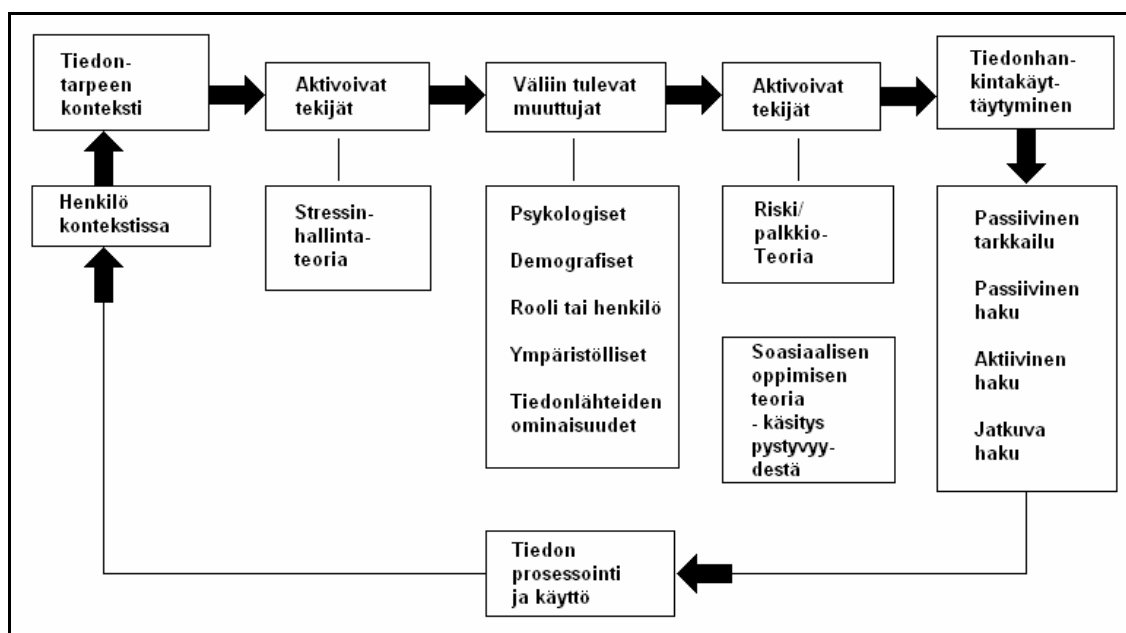 Tiedon-
tarpeen
konteksti
Aktivoivat
tekijät
Väliin tulevat
muuttujat
Aktivoivat
tekijät
Tiedonhan-
kintakäyt-
täytyminen
Henkilö
kontekstissa
Stressin-
hallinta-
teoria
Psykologiset
Demografiset
Rooli tai henkilö
Ympäristölliset
Tiedonlähteiden
ominaisuudet
Riski/
palkkio-
Teoria
Soasiaalisen
oppimisen
teoria
- käsitys
pystyvyy-
destä
Passiivinen
tarkkailu
Passiivinen
haku
Aktiivinen
haku
Jatkuva
haku
Tiedon
prosessointi
ja käyttö